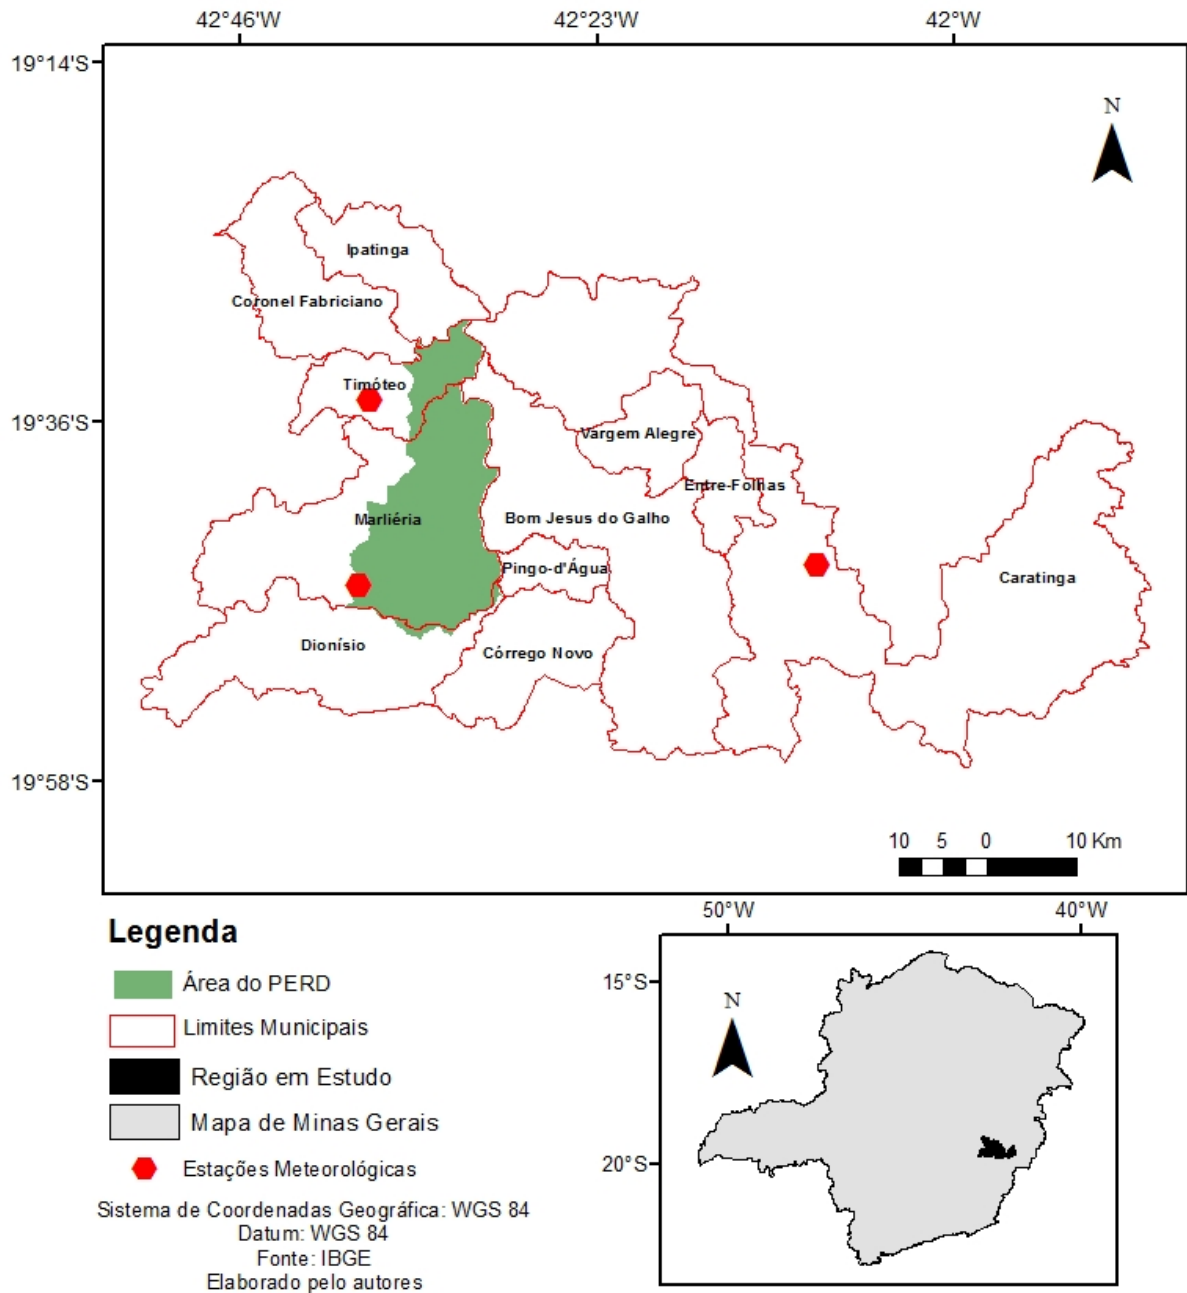 42°46'W
42°23'W
42°W
19°14'S
N
Ipatinga
Coronel Fabriciano
Timóteo
19°36'S
Vargem Alegre
Entre-Folhas
Marliéria
Bom Jesus do Galho
Pingo-d'Água
Caratinga
Dionísio
Córrego Novo
19°58'S
10 5 0 10 Km
50°W
40°W
Legenda
Área do PERD
Limites Municipais
Região em Estudo
Mapa de Minas Gerais
Estações Meteorológicas
15°S
N
20°S
Sistema de Coordenadas Geográfica: WGS 84
Datum: WGS 84
Fonte: IBGE
Elaborado pelo autores